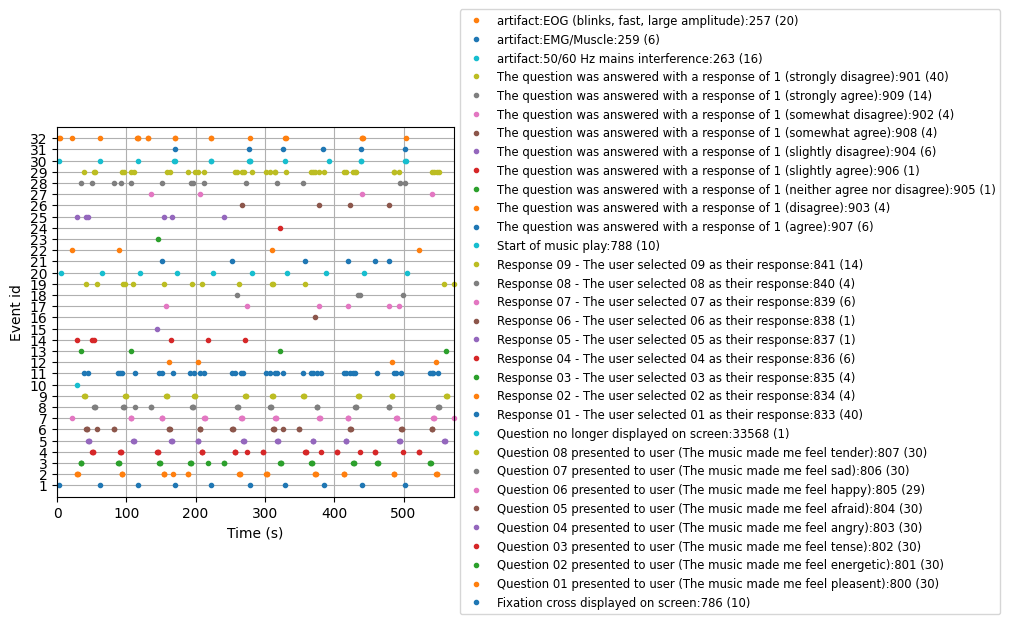 artifact:EOG (blinks, fast, large amplitude):257 (20)
artifact:EMG/Muscle:259 (6)
artifact:50/60 Hz mains interference:263 (16)
The question was answered with a response of 1 (strongly disagree):901 (40)
The question was answered with a response of 1 (strongly agree):909 (14)
The question was answered with a response of 1 (somewhat disagree):902 (4)
The question was answered with a response of 1 (somewhat agree):908 (4)
The question was answered with a response of 1 (slightly disagree):904 (6)
The question was answered with a response of 1 (slightly agree):906 (1)
The question was answered with a response of 1 (neither agree nor disagree):905 (1)
The question was answered with a response of 1 (disagree):903 (4)
The question was answered with a response of 1 (agree):907 (6)
Start of music play:788 (10)
Response 09 - The user selected 09 as their response:841 (14)
Response 08 - The user selected 08 as their response:840 (4)
Response 07 - The user selected 07 as their response:839 (6)
Response 06 - The user selected 06 as their response:838 (1)
Response 05 - The user selected 05 as their response:837 (1)
Response 04 - The user selected 04 as their response:836 (6)
Response 03 - The user selected 03 as their response:835 (4)
Response 02 - The user selected 02 as their response:834 (4)
Response 01 - The user selected 01 as their response:833 (40)
Question no longer displayed on screen:33568 (1)
Question 08 presented to user (The music made me feel tender):807 (30)
Question 07 presented to user (The music made me feel sad):806 (30)
Question 06 presented to user (The music made me feel happy):805 (29)
Question 05 presented to user (The music made me feel afraid):804 (30)
Question 04 presented to user (The music made me feel angry):803 (30)
Question 03 presented to user (The music made me feel tense):802 (30)
Question 02 presented to user (The music made me feel energetic):801 (30)
Question 01 presented to user (The music made me feel pleasent):800 (30)
Fixation cross displayed on screen:786 (10)
Event id
32
31
30
29
28
27
26
25
24
23
22
21
20
19
18
17
16
15
14
13
12
11
10
9
8
7
6
5
4
3
2
1
0 100 200 300 400 500
Time (s)